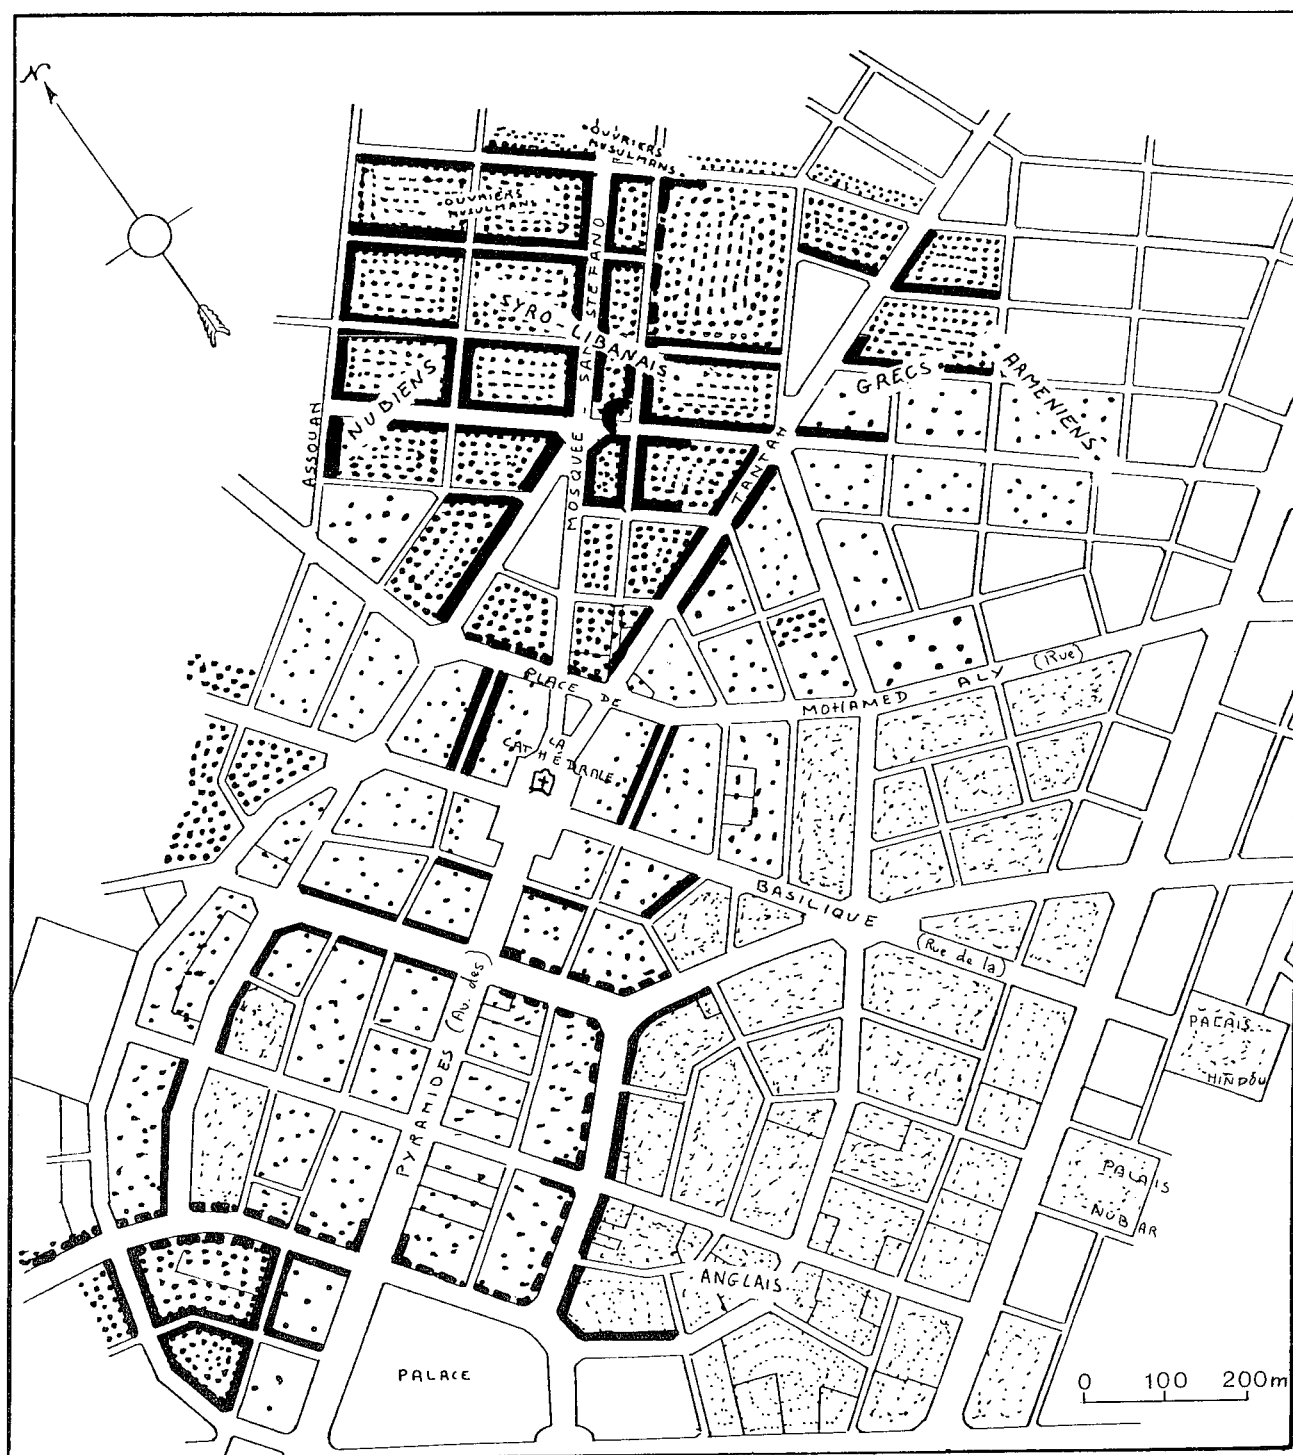 N
OUVRIERS
MUSULMANS
OUVRIERS
MUSULMANS
SYRO-LIBANAIS
NUBIENS
GRECS
ARMENIENS
ASSOUAN
MOSQUEE - SAN STEFANO
TANTAH
PLACE DE
LA
CATHÉDRALE
MOHAMED - ALY (Rue)
BASILIQUE
(Rue de la)
PYRAMIDES (Av. des)
PALAIS
HINDOU
PALAIS
NUBAR
ANGLAIS
PALACE
0 100 200m